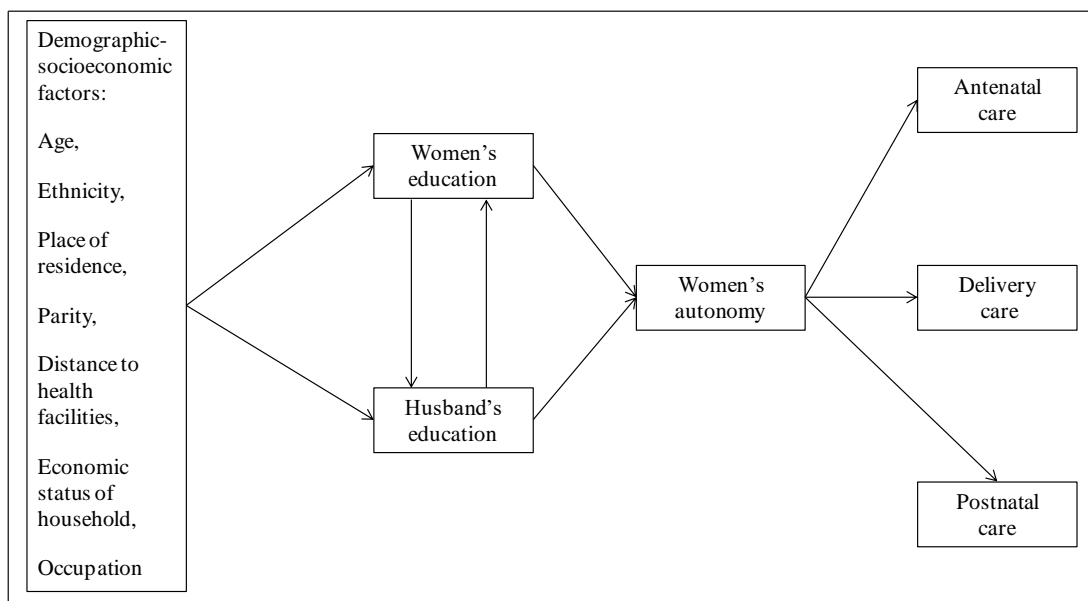 Demographic-
socioeconomic
factors:
Age,
Ethnicity,
Place of
residence,
Parity,
Distance to
health
facilities,
Economic
status of
household,
Occupation
Women’s
education
Husband’s
education
Women’s
autonomy
Antenatal
care
Delivery
care
Postnatal
care